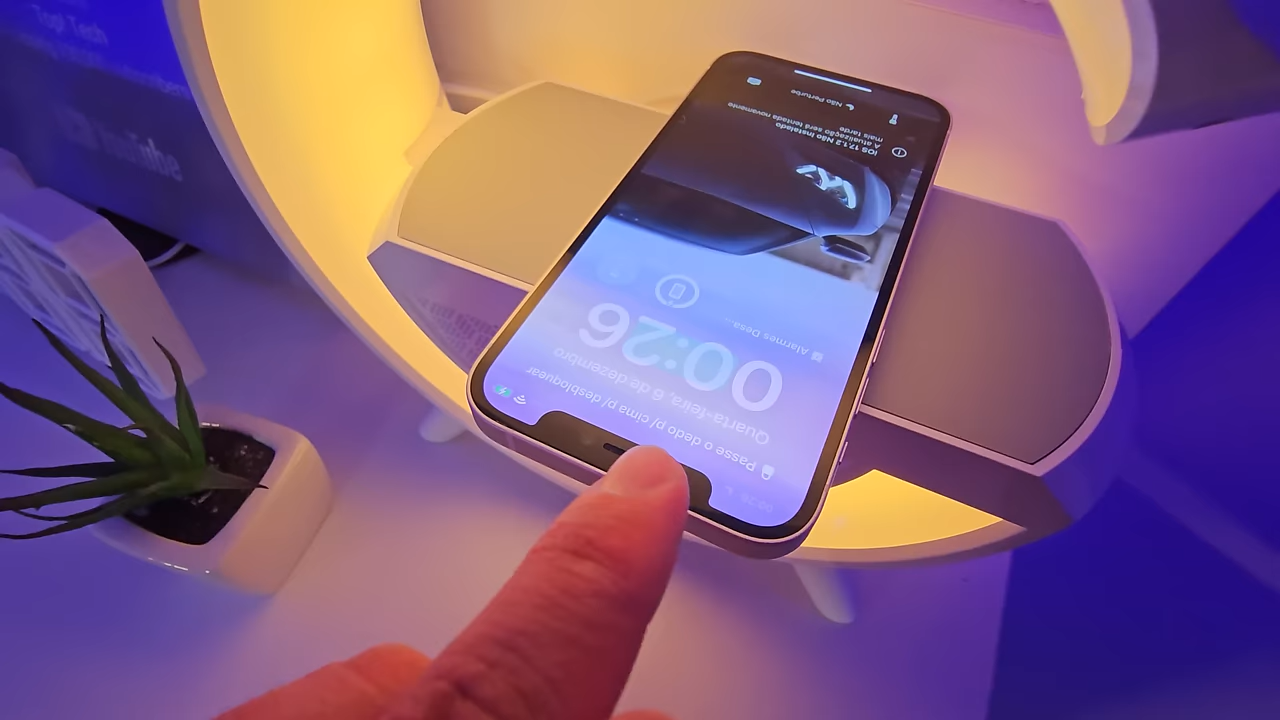 Passe o dedo p/ cima p/ desbloquear
Quarta-feira, 6 de dezembro
00:26
Alarmes Desa...
iOS 17.1.2 Não Instalado
A atualização será tentada novamente
mais tarde
Não Perturbe